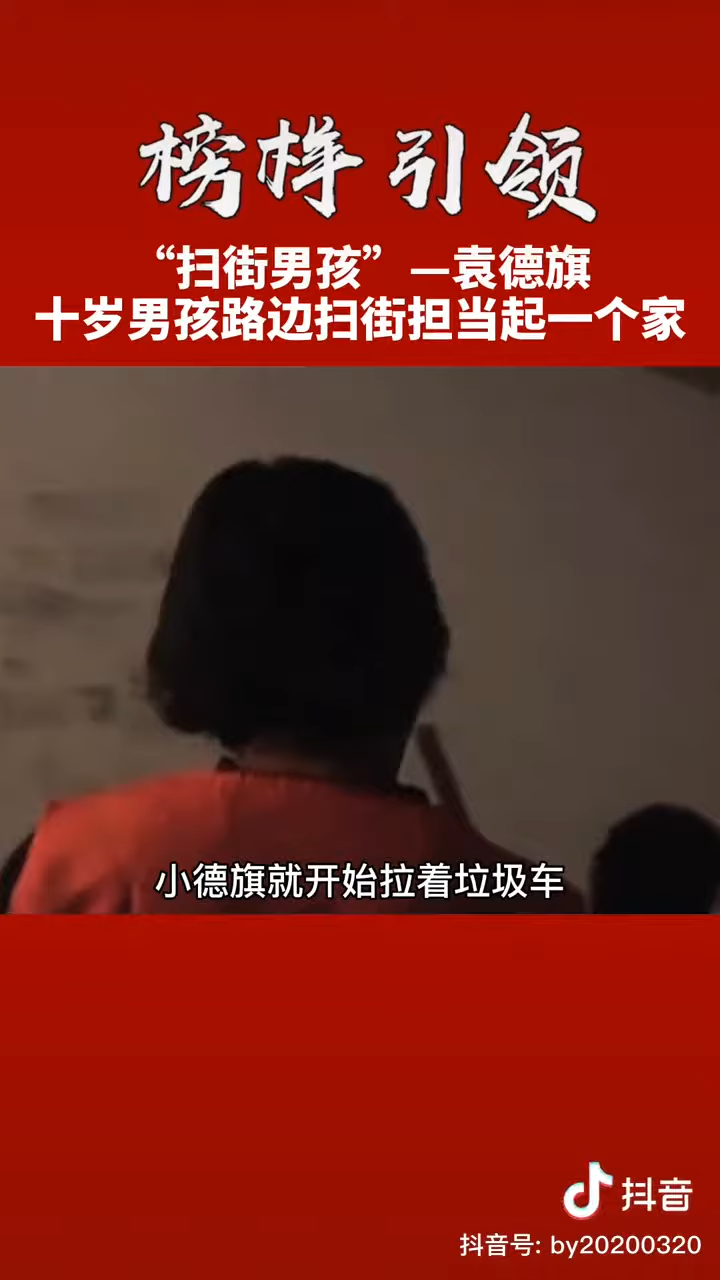 榜样引领
“扫街男孩”—袁德旗
十岁男孩路边扫街担当起一个家
小德旗就开始拉着垃圾车
抖音
抖音号: by20200320